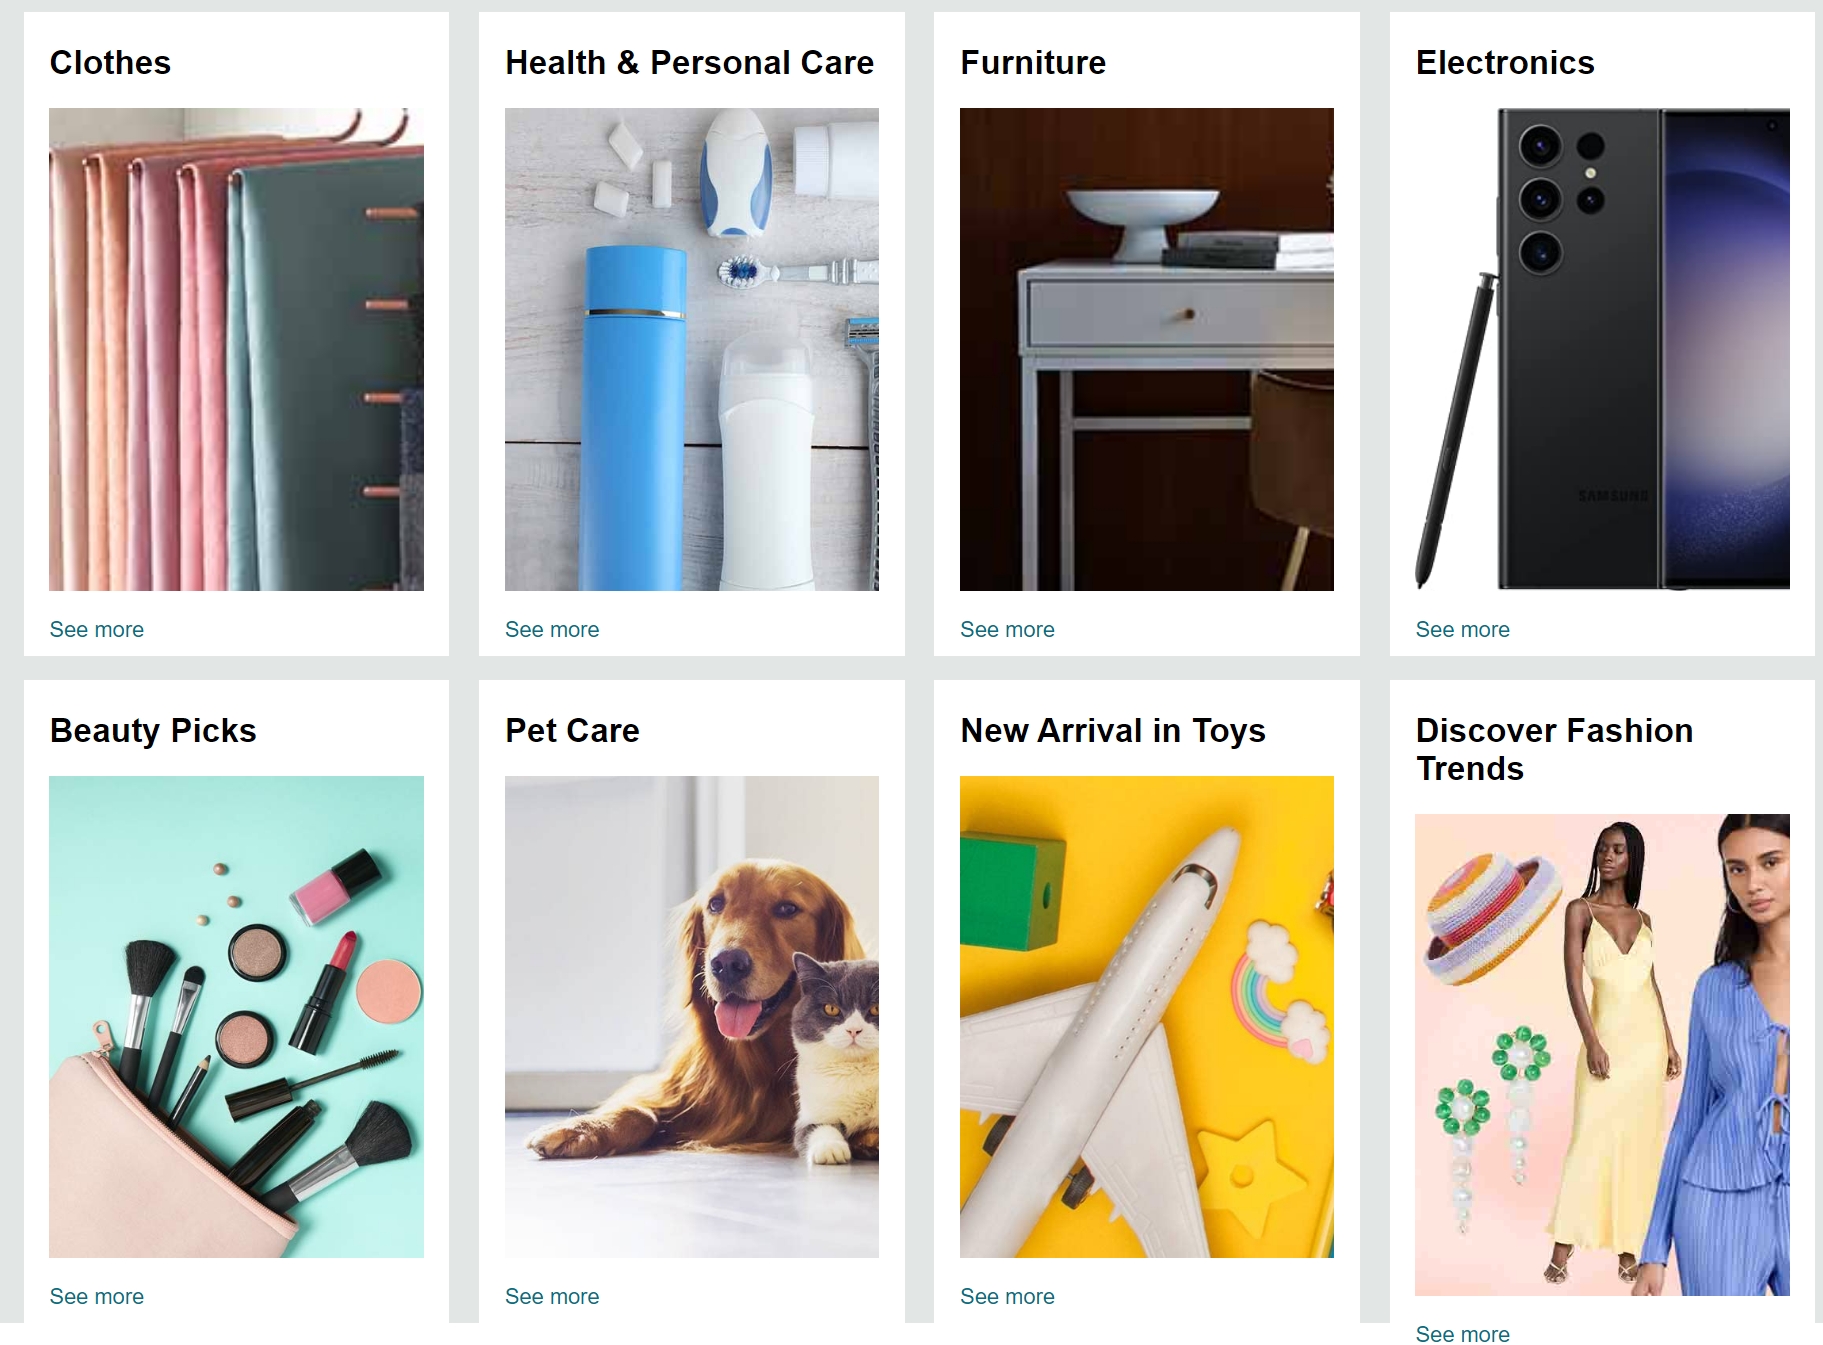 Clothes
Health & Personal Care
Furniture
Electronics
SAMSUNG
See more
See more
See more
See more
Beauty Picks
Pet Care
New Arrival in Toys
Discover Fashion
Trends
See more
See more
See more
See more